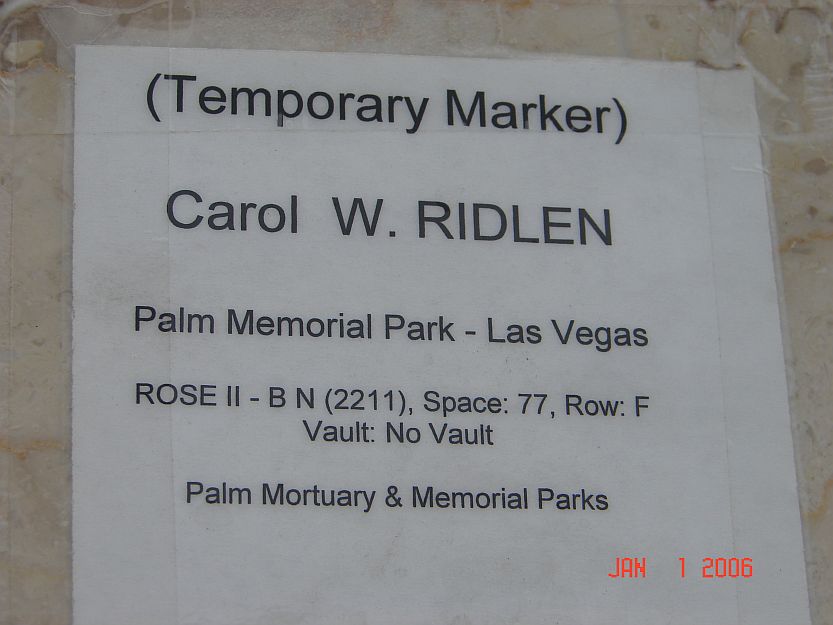 (Temporary Marker)
Carol W. RIDLEN
Palm Memorial Park - Las Vegas
ROSE II - B N (2211), Space: 77, Row: F
Vault: No Vault
Palm Mortuary & Memorial Parks
JAN 1 2006